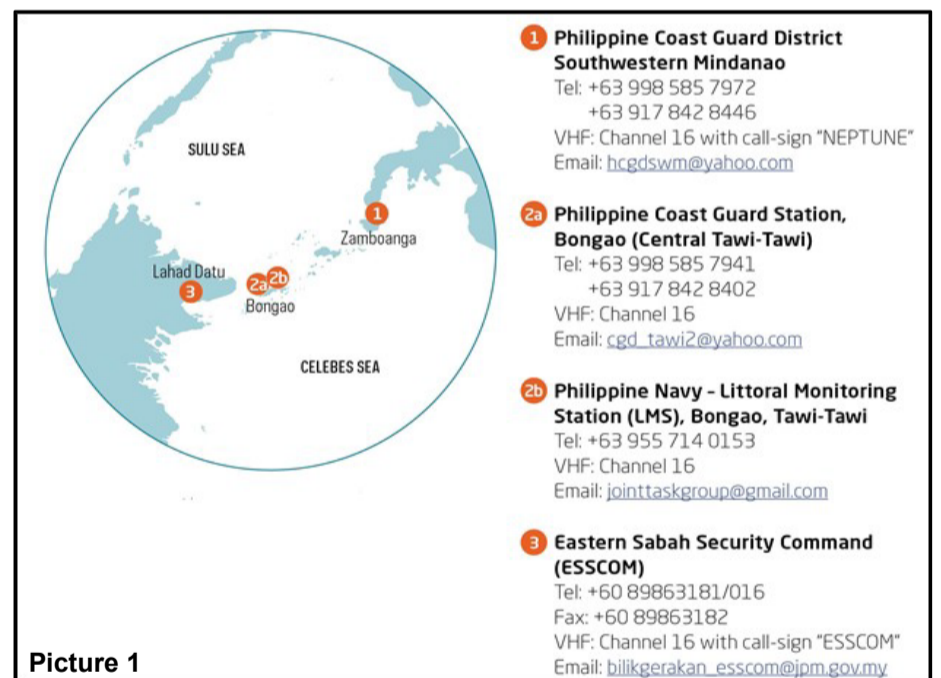 SULU SEA
1
Zamboanga
Lahad Datu
3
2a
2b
Bongao
CELEBES SEA
1 Philippine Coast Guard District
Southwestern Mindanao
Tel: +63 998 585 7972
+63 917 842 8446
VHF: Channel 16 with call-sign "NEPTUNE"
Email: hcgdswm@yahoo.com
2a Philippine Coast Guard Station,
Bongao (Central Tawi-Tawi)
Tel: +63 998 585 7941
+63 917 842 8402
VHF: Channel 16
Email: cgd_tawi2@yahoo.com
2b Philippine Navy – Littoral Monitoring
Station (LMS), Bongao, Tawi-Tawi
Tel: +63 955 714 0153
VHF: Channel 16
Email: jointtaskgroup@gmail.com
3 Eastern Sabah Security Command
(ESSCOM)
Tel: +60 89863181/016
Fax: +60 89863182
VHF: Channel 16 with call-sign "ESSCOM"
Email: bilikgerakan_esscom@jpm.gov.my
Picture 1